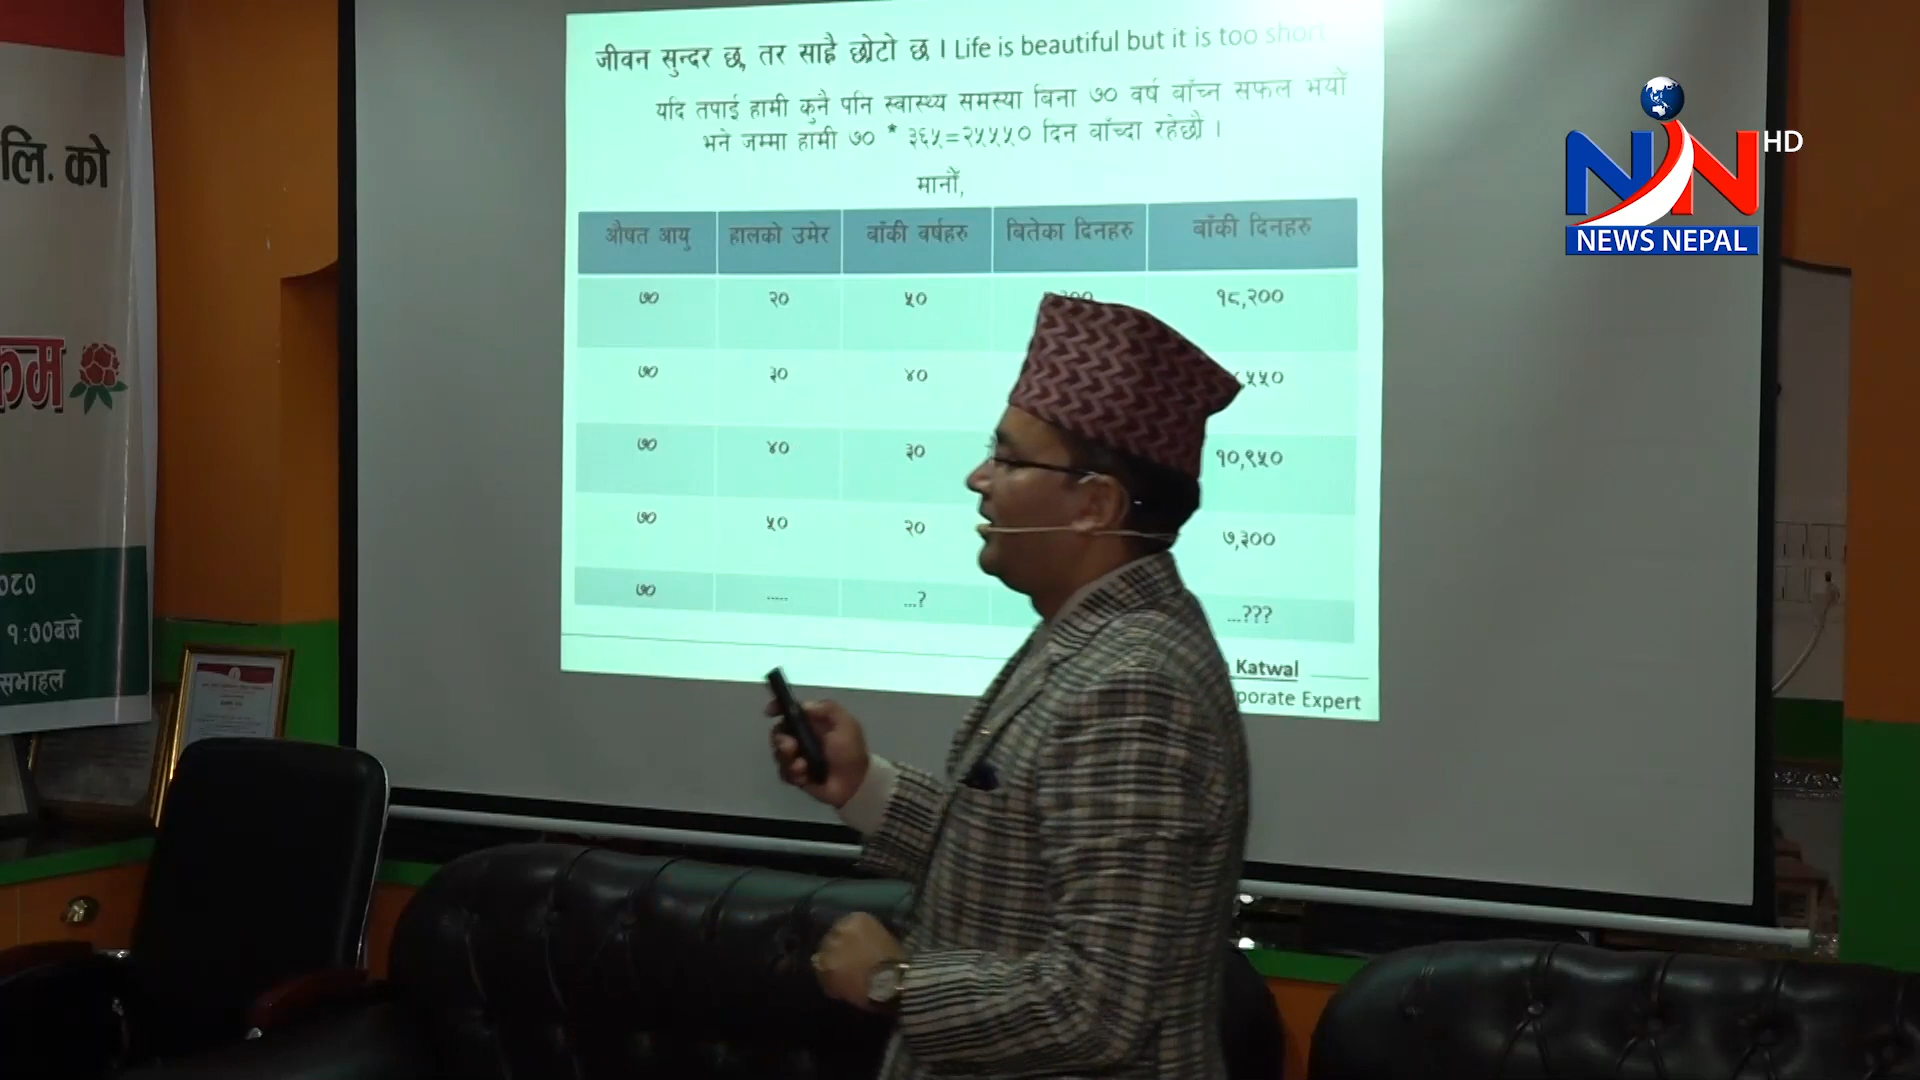 जीवन सुन्दर छ, तर साह्रै छोटो छ । Life is beautiful but it is too short
यदि तपाई हामी कुनै पनि स्वास्थ्य समस्या बिना ७० वर्ष बाँच्न सफल भयौं
भने जम्मा हामी ७० * ३६५=२५५५० दिन बाँच्दा रहेछौ ।
मानौं,
औषत आयु हालको उमेर बाँकी वर्षहरु बितेका दिनहरु बाँकी दिनहरु
७० २० ५० १८,२००
७० ३० ४० ,५५०
७० ४० ३० १०,९५०
७० ५० २० ७,३००
७० ..... ...? ...???
Katwal
porate Expert
लि. को
०८०
१:००बजे
सभाहल
NN HD
NEWS NEPAL